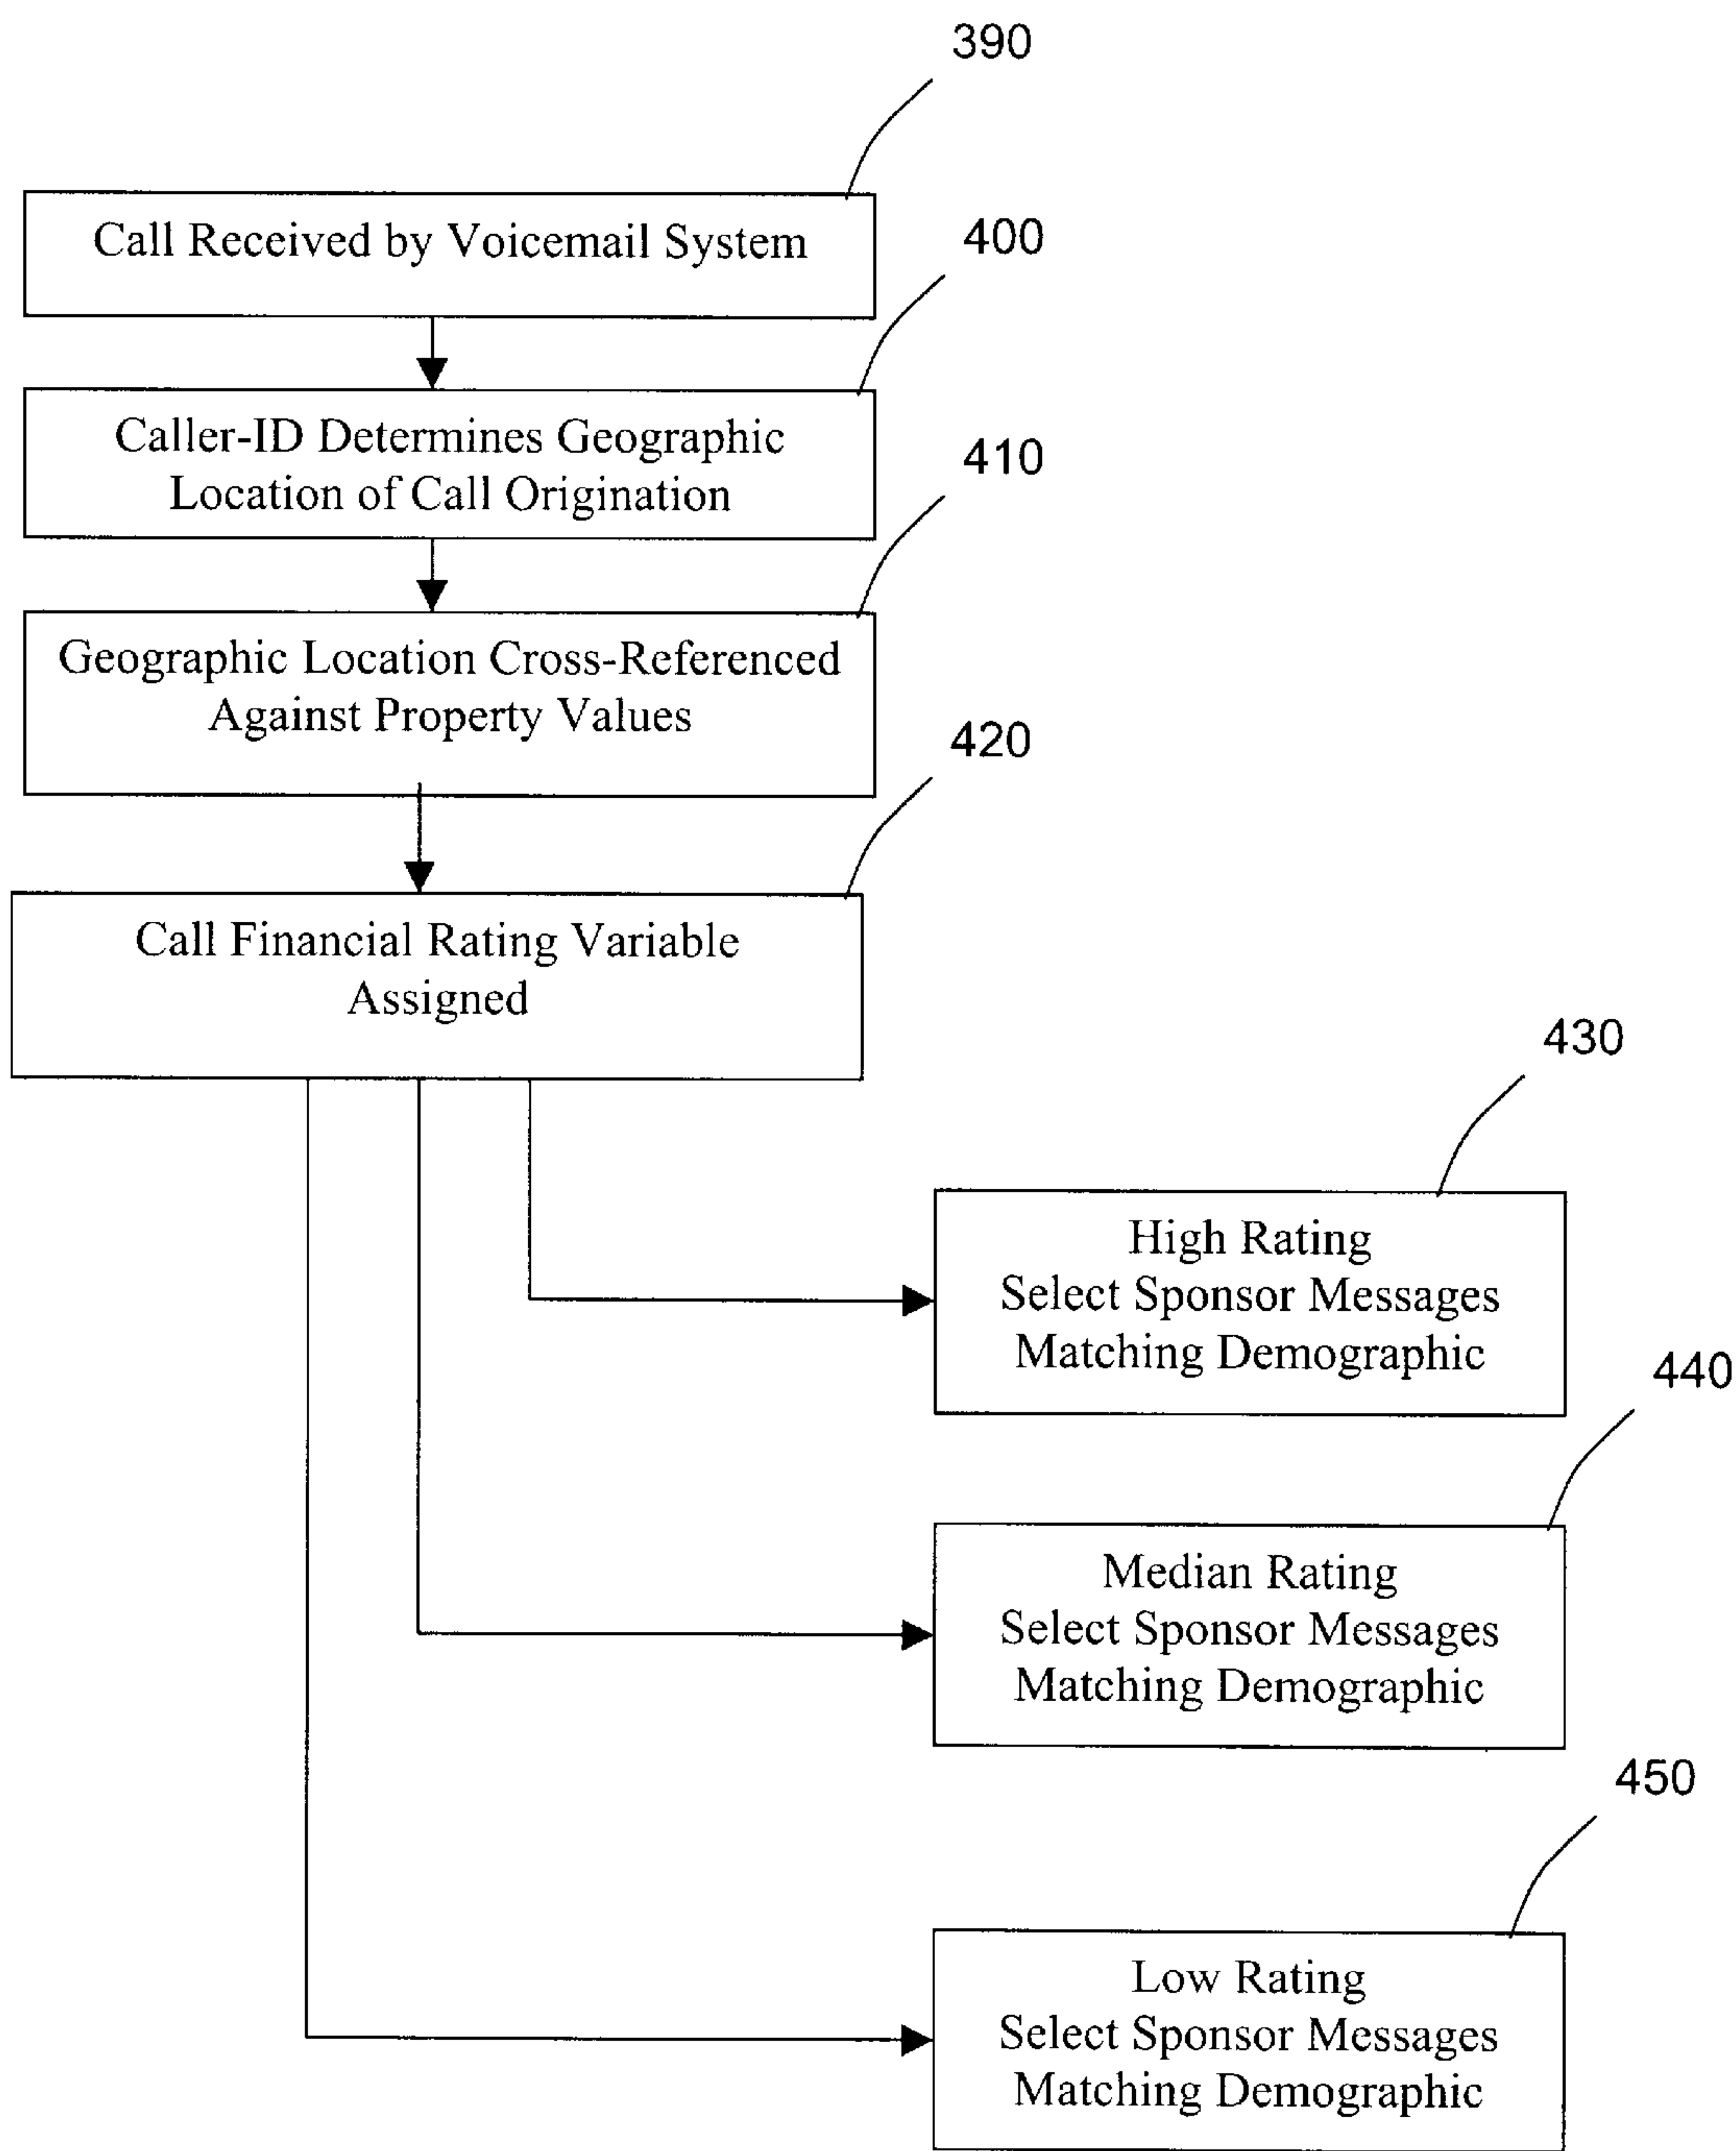 390
Call Received by Voicemail System
400
Caller-ID Determines Geographic
Location of Call Origination
410
Geographic Location Cross-Referenced
Against Property Values
420
Call Financial Rating Variable
Assigned
430
High Rating
Select Sponsor Messages
Matching Demographic
440
Median Rating
Select Sponsor Messages
Matching Demographic
450
Low Rating
Select Sponsor Messages
Matching Demographic